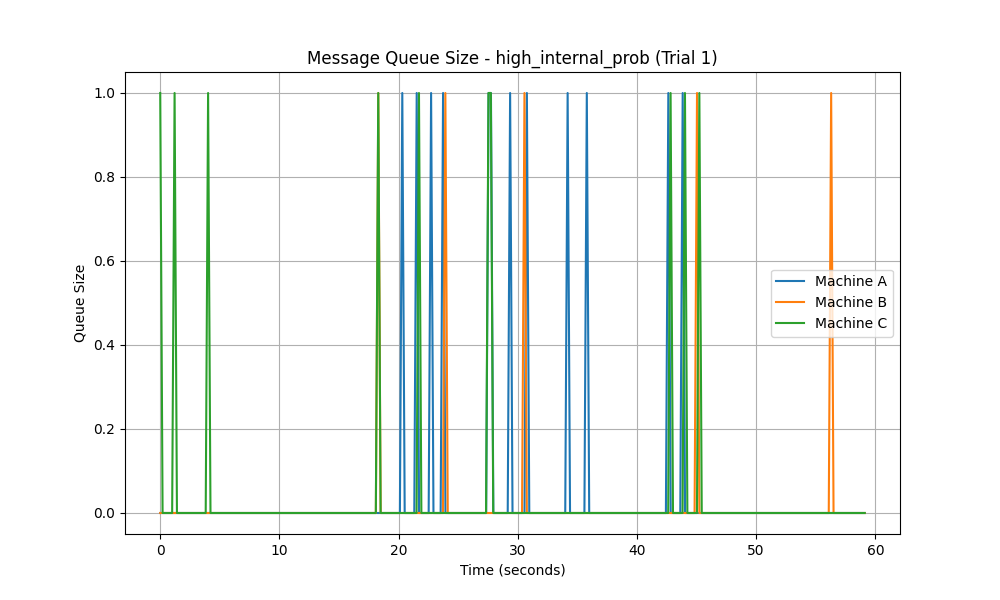 Message Queue Size - high_internal_prob (Trial 1)
1.0
0.8
0.6
0.4
0.2
0.0
Queue Size
Machine A
Machine B
Machine C
0 10 20 30 40 50 60
Time (seconds)